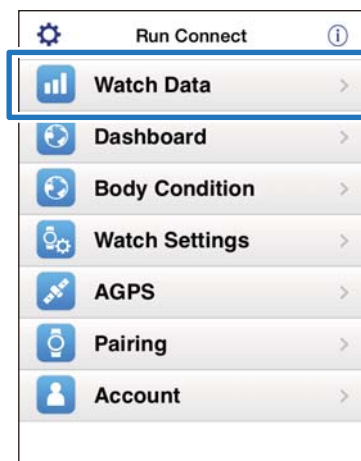 Run Connect
Watch Data
Dashboard
Body Condition
Watch Settings
AGPS
Pairing
Account